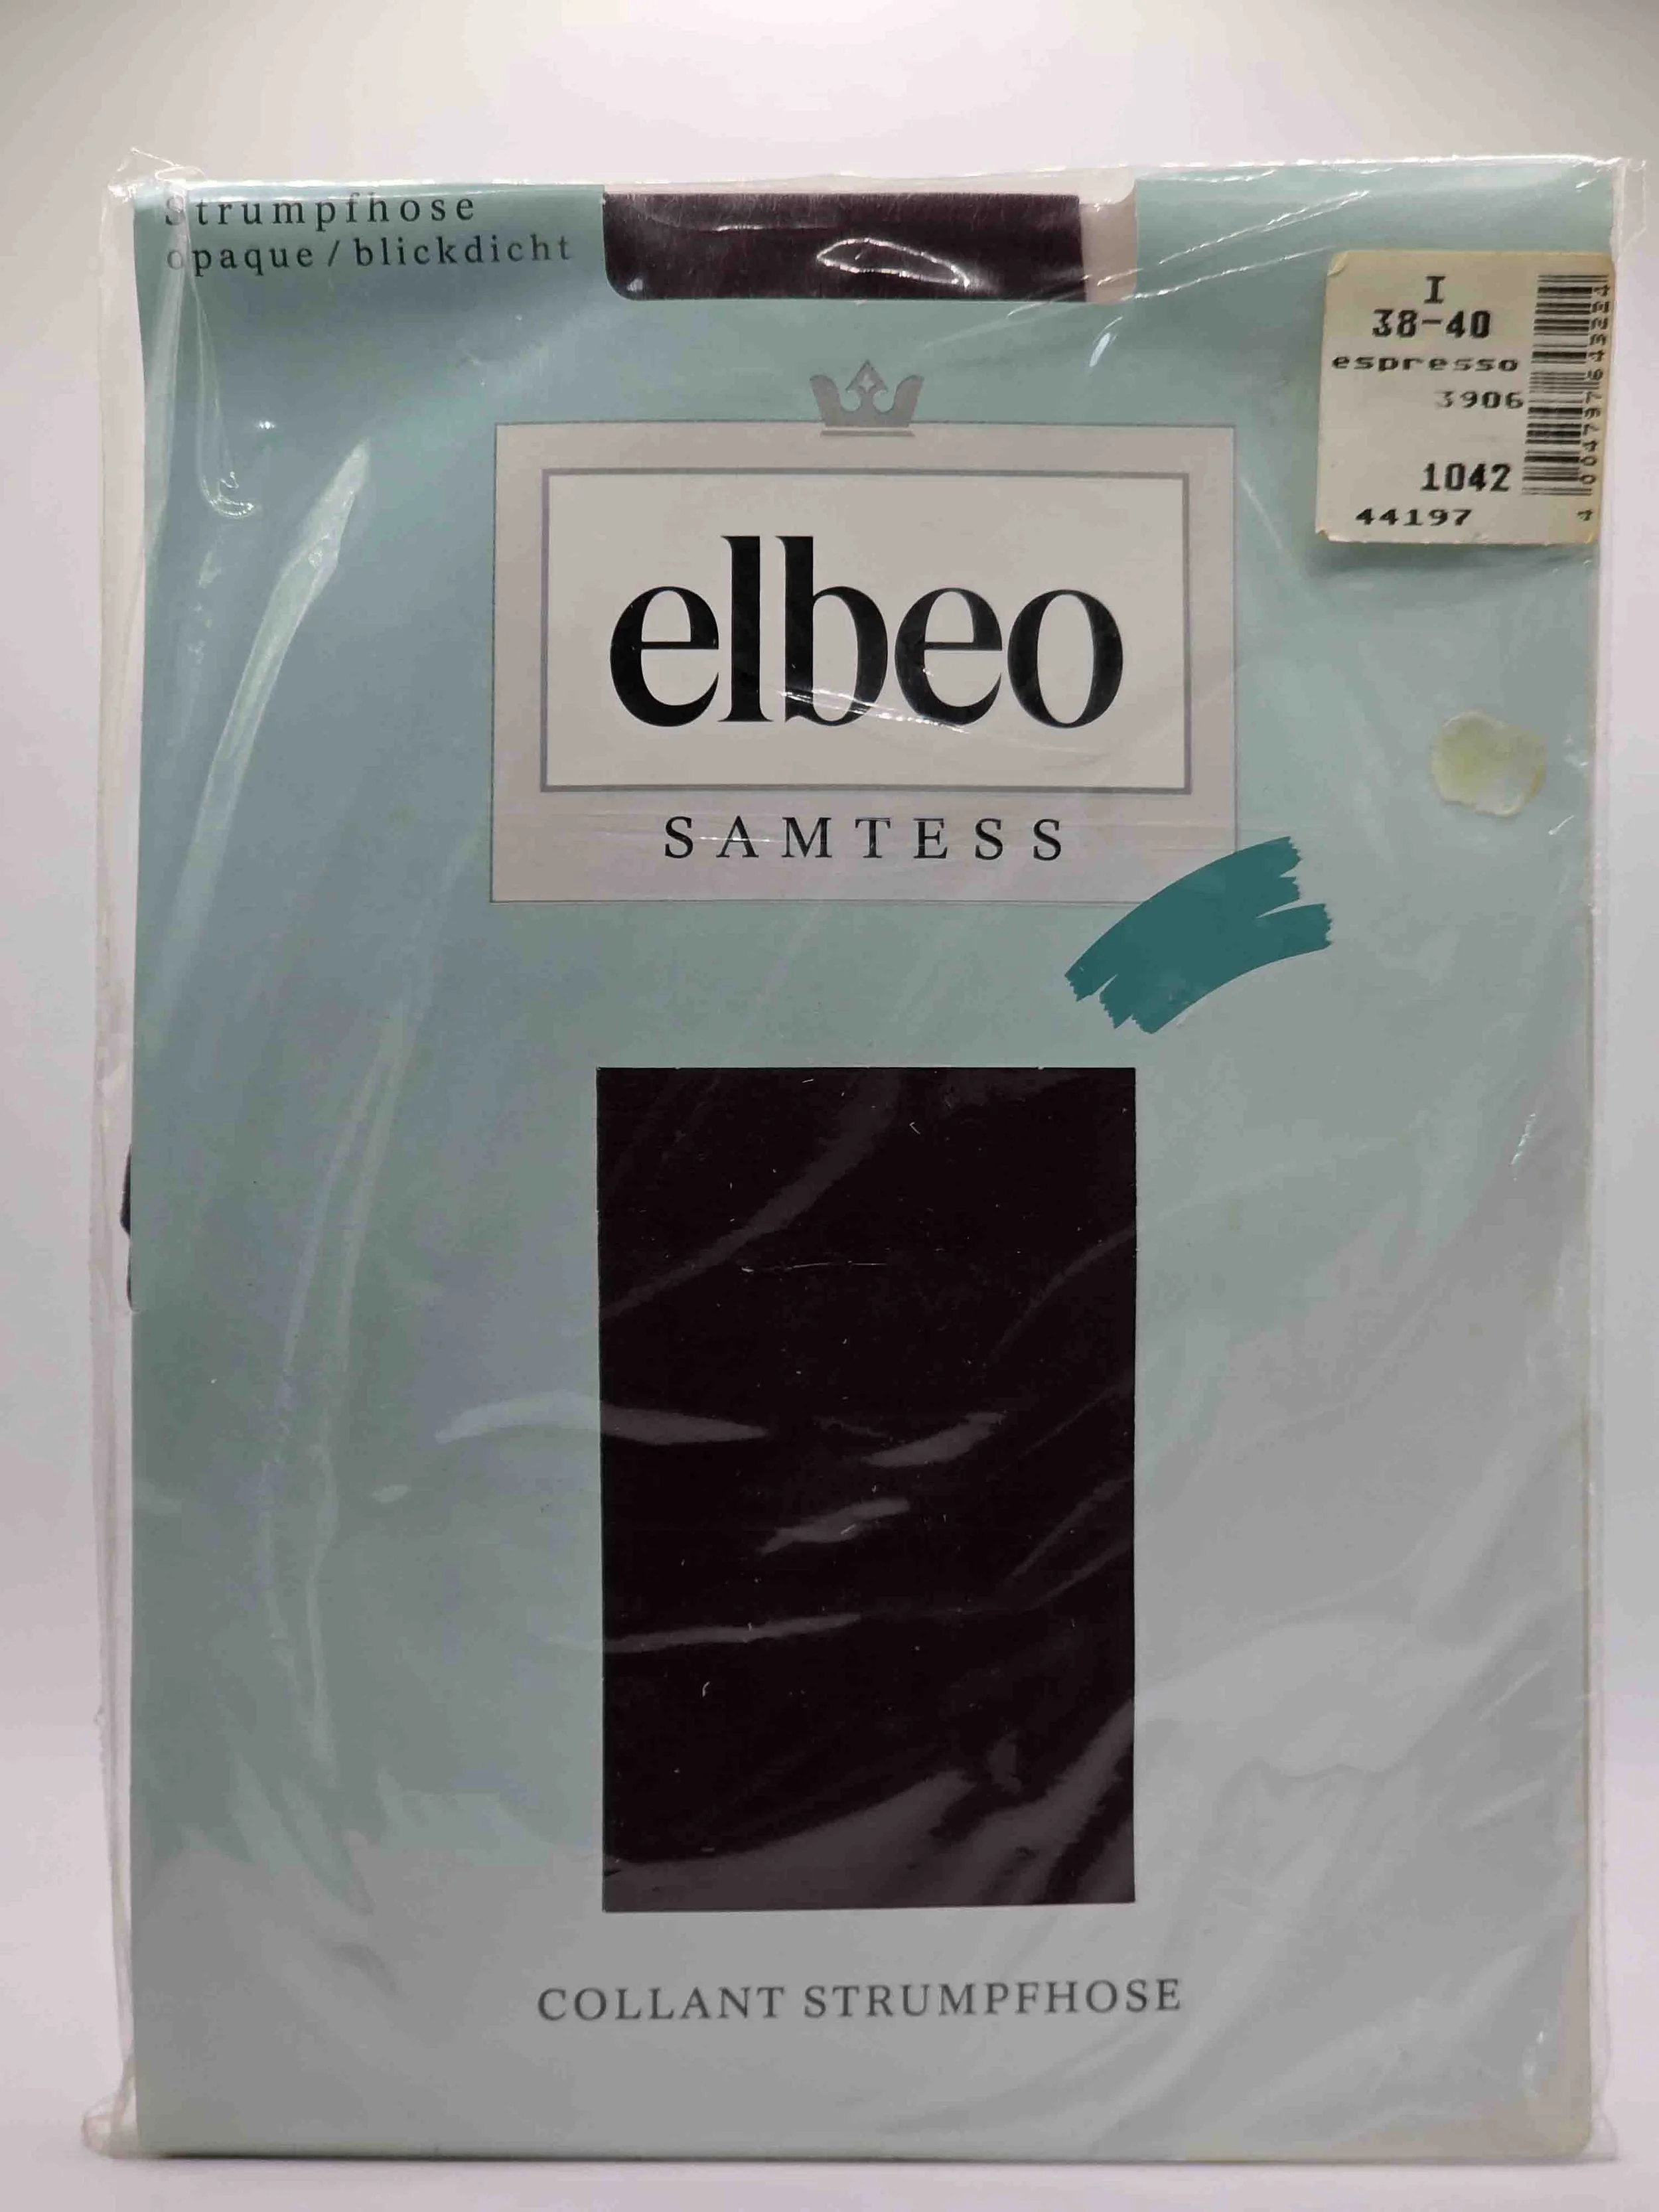 Strumpfhose
opaque / blickdicht
I
38-40
espresso
3906
1042
44197
elbeo
SAMTESS
COLLANT STRUMPFHOSE